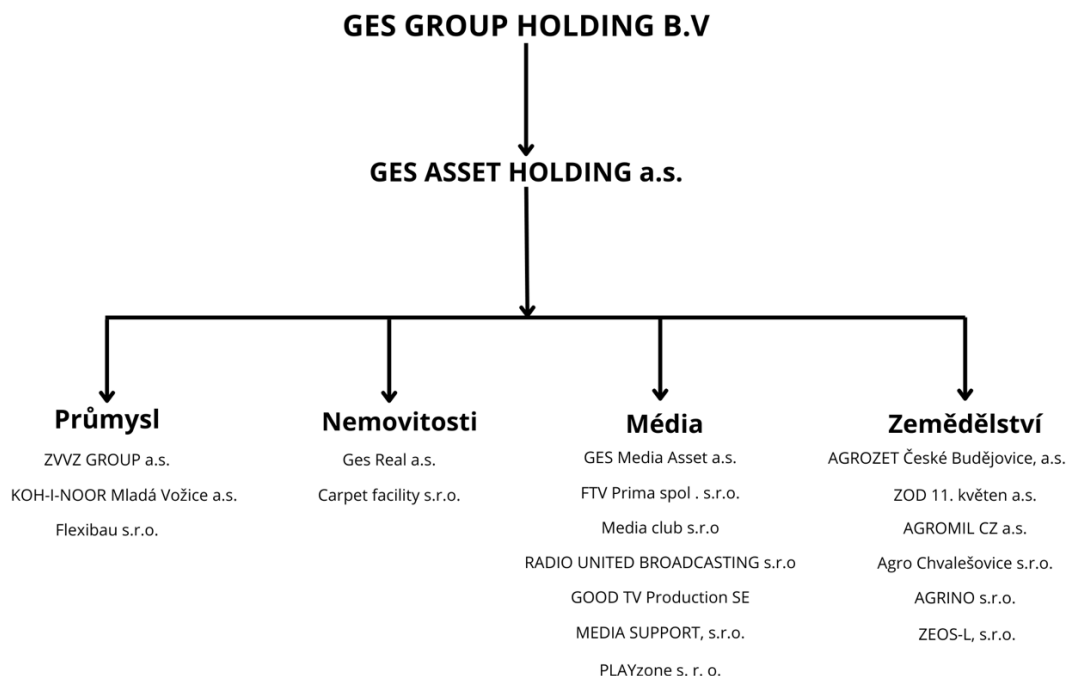 GES GROUP HOLDING B.V
GES ASSET HOLDING a.s.
Průmysl
ZVVZ GROUP a.s.
KOH-I-NOOR Mladá Vožice a.s.
Flexibau s.r.o.
Nemovitosti
Ges Real a.s.
Carpet facility s.r.o.
Média
GES Media Asset a.s.
FTV Prima spol . s.r.o.
Media club s.r.o
RADIO UNITED BROADCASTING s.r.o
GOOD TV Production SE
MEDIA SUPPORT, s.r.o.
PLAYzone s. r. o.
Zemědělství
AGROZET České Budějovice, a.s.
ZOD 11. květen a.s.
AGROMIL CZ a.s.
Agro Chvalešovice s.r.o.
AGRINO s.r.o.
ZEOS-L, s.r.o.